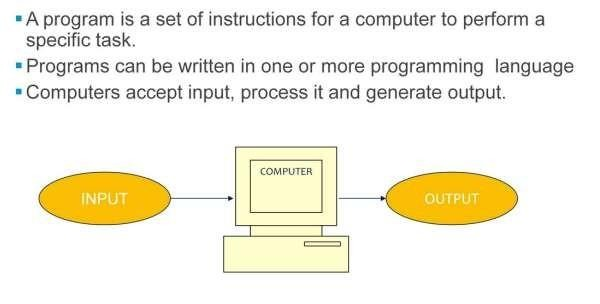 ▪ A program is a set of instructions for a computer to perform a
specific task.
▪ Programs can be written in one or more programming language
▪ Computers accept input, process it and generate output.
COMPUTER
INPUT
OUTPUT